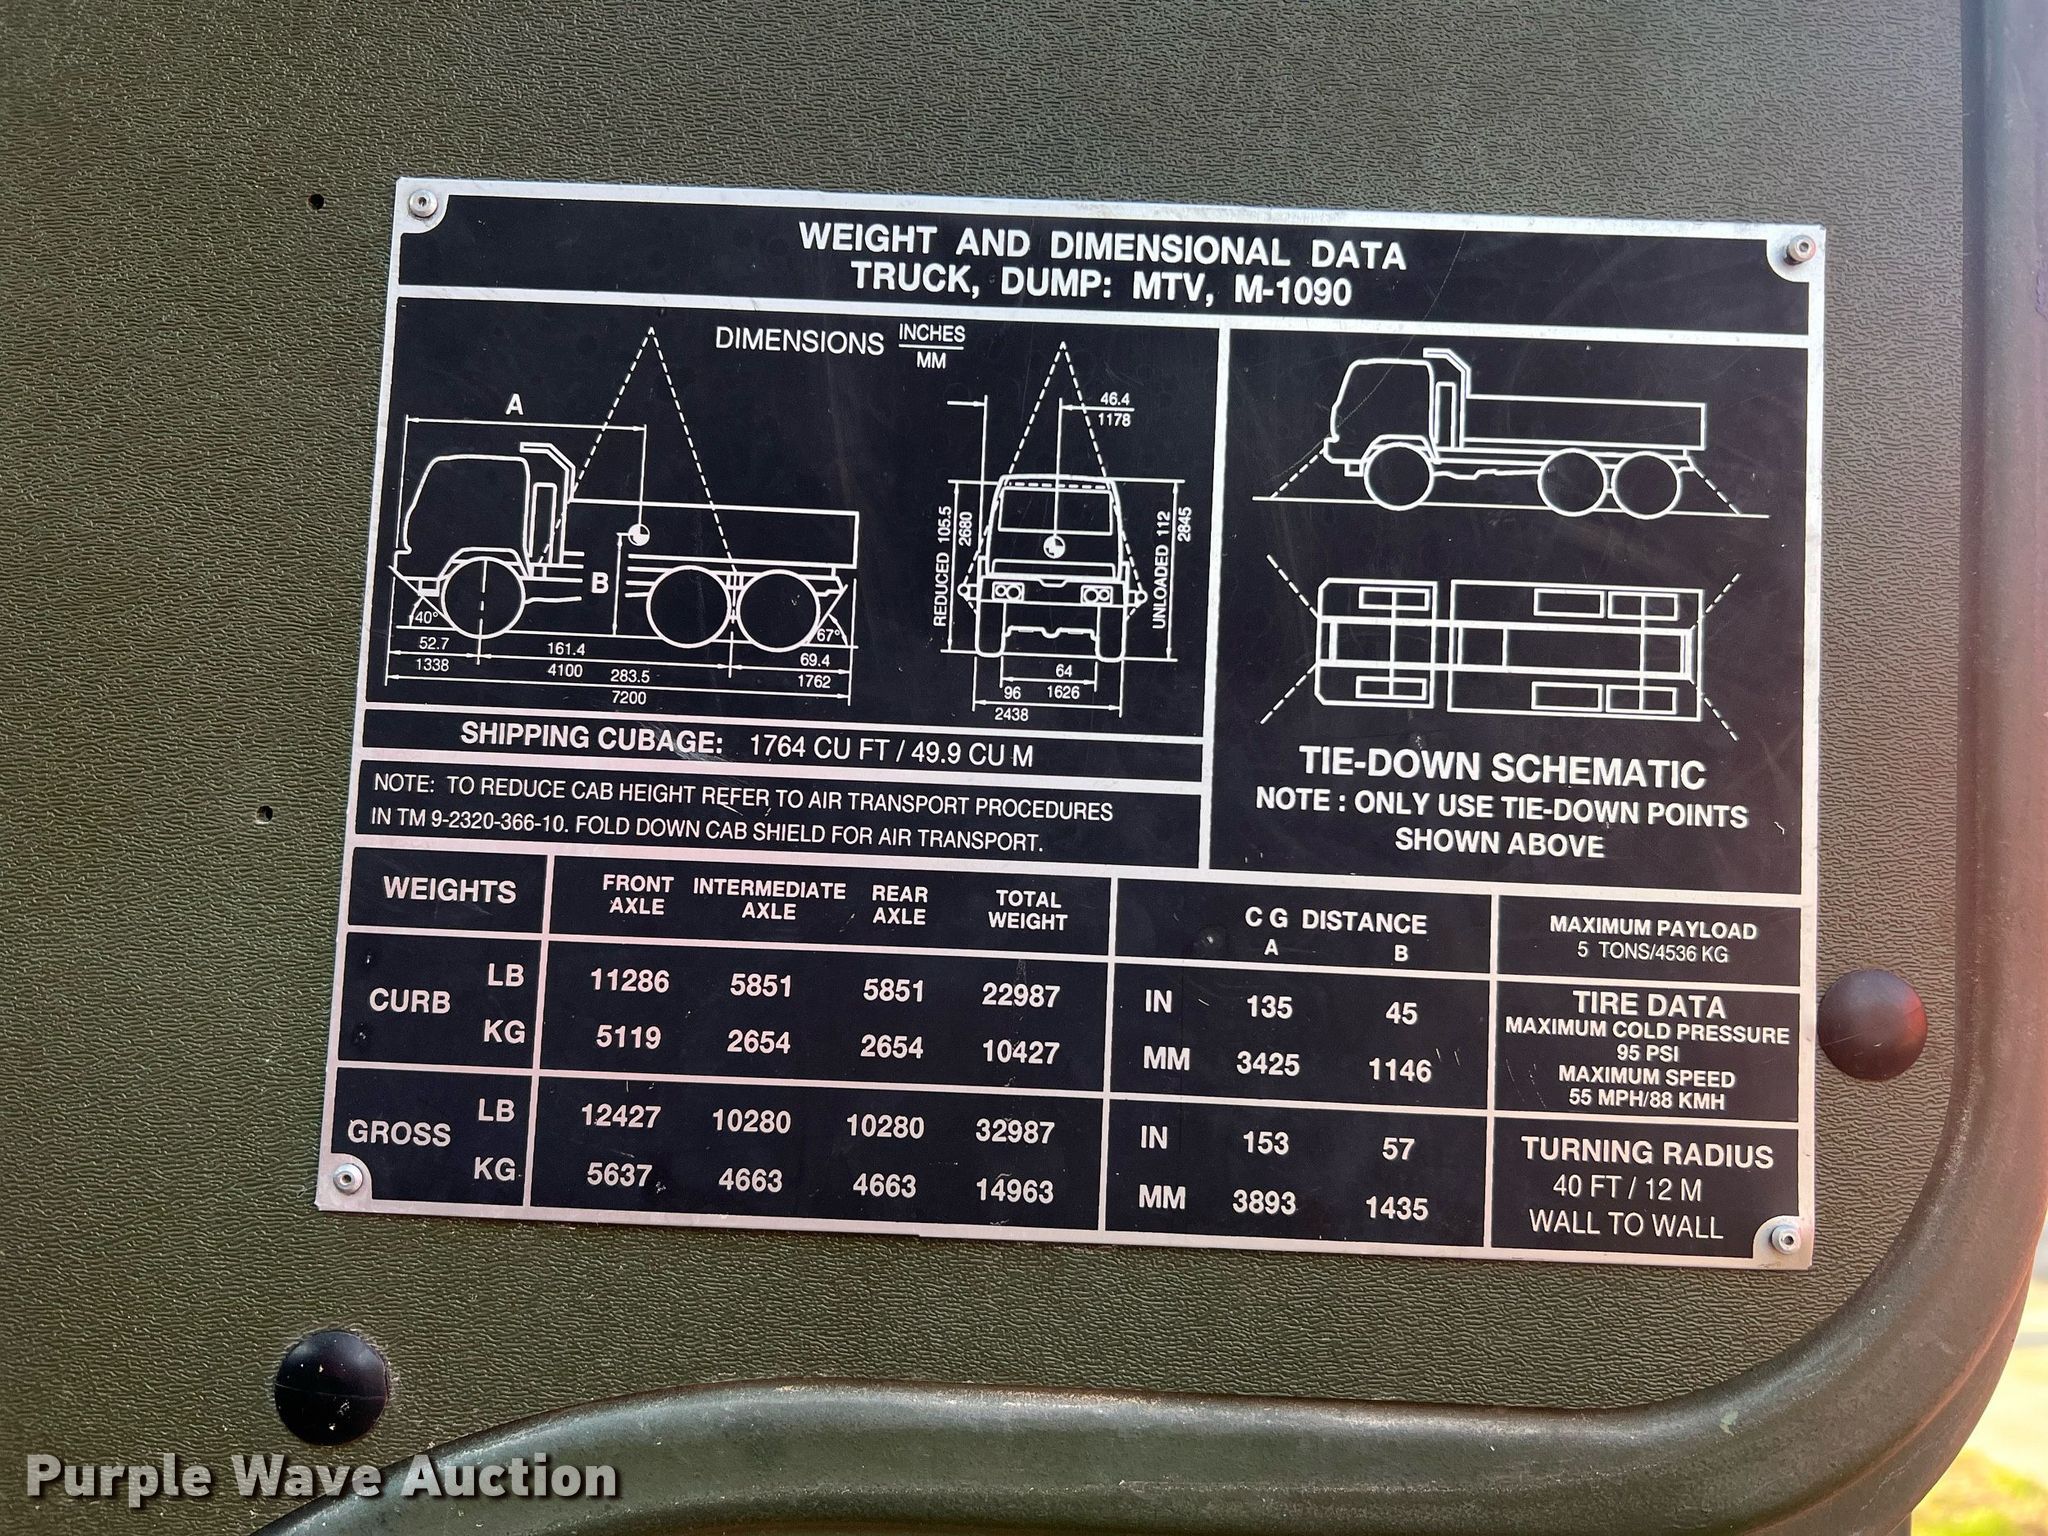 WEIGHT AND DIMENSIONAL DATA
TRUCK, DUMP: MTV, M-1090
DIMENSIONS INCHES
MM
A
B
40°
67°
52.7
1338
161.4
4100
283.5
7200
69.4
1762
46.4
1178
REDUCED 105.5
2680
UNLOADED 112
2845
64
1626
96
2438
SHIPPING CUBAGE: 1764 CU FT / 49.9 CU M
NOTE: TO REDUCE CAB HEIGHT REFER TO AIR TRANSPORT PROCEDURES
IN TM 9-2320-366-10. FOLD DOWN CAB SHIELD FOR AIR TRANSPORT.
TIE-DOWN SCHEMATIC
NOTE : ONLY USE TIE-DOWN POINTS
SHOWN ABOVE
WEIGHTS FRONT AXLE INTERMEDIATE AXLE REAR AXLE TOTAL WEIGHT
CURB LB 11286 5851 5851 22987
KG 5119 2654 2654 10427
GROSS LB 12427 10280 10280 32987
KG 5637 4663 4663 14963
C G DISTANCE
A B
IN 135 45
MM 3425 1146
IN 153 57
MM 3893 1435
MAXIMUM PAYLOAD
5 TONS/4536 KG
TIRE DATA
MAXIMUM COLD PRESSURE
95 PSI
MAXIMUM SPEED
55 MPH/88 KMH
TURNING RADIUS
40 FT / 12 M
WALL TO WALL
Purple Wave Auction